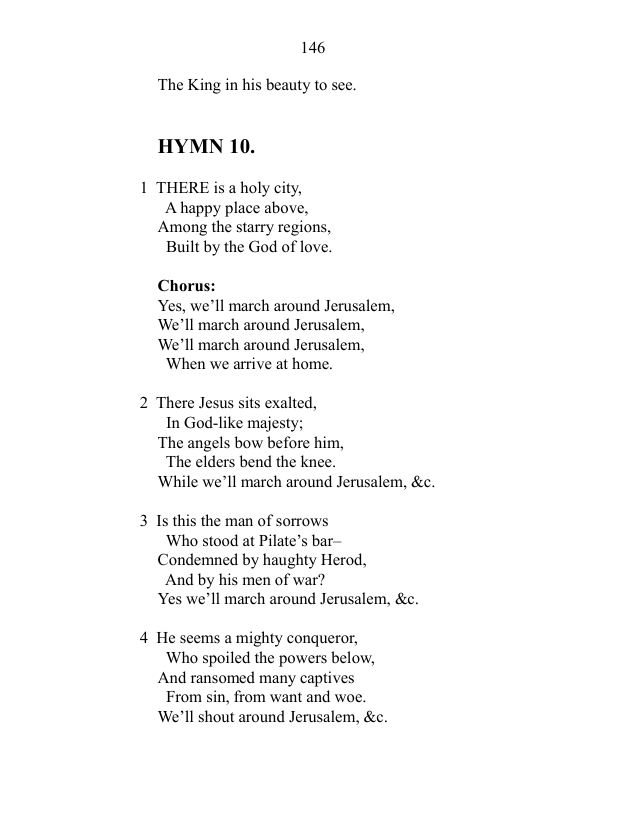 146
The King in his beauty to see.
HYMN 10.
1 THERE is a holy city,
A happy place above,
Among the starry regions,
Built by the God of love.
Chorus:
Yes, we’ll march around Jerusalem,
We’ll march around Jerusalem,
We’ll march around Jerusalem,
When we arrive at home.
2 There Jesus sits exalted,
In God-like majesty;
The angels bow before him,
The elders bend the knee.
While we’ll march around Jerusalem, &c.
3 Is this the man of sorrows
Who stood at Pilate’s bar–
Condemned by haughty Herod,
And by his men of war?
Yes we’ll march around Jerusalem, &c.
4 He seems a mighty conqueror,
Who spoiled the powers below,
And ransomed many captives
From sin, from want and woe.
We’ll shout around Jerusalem, &c.